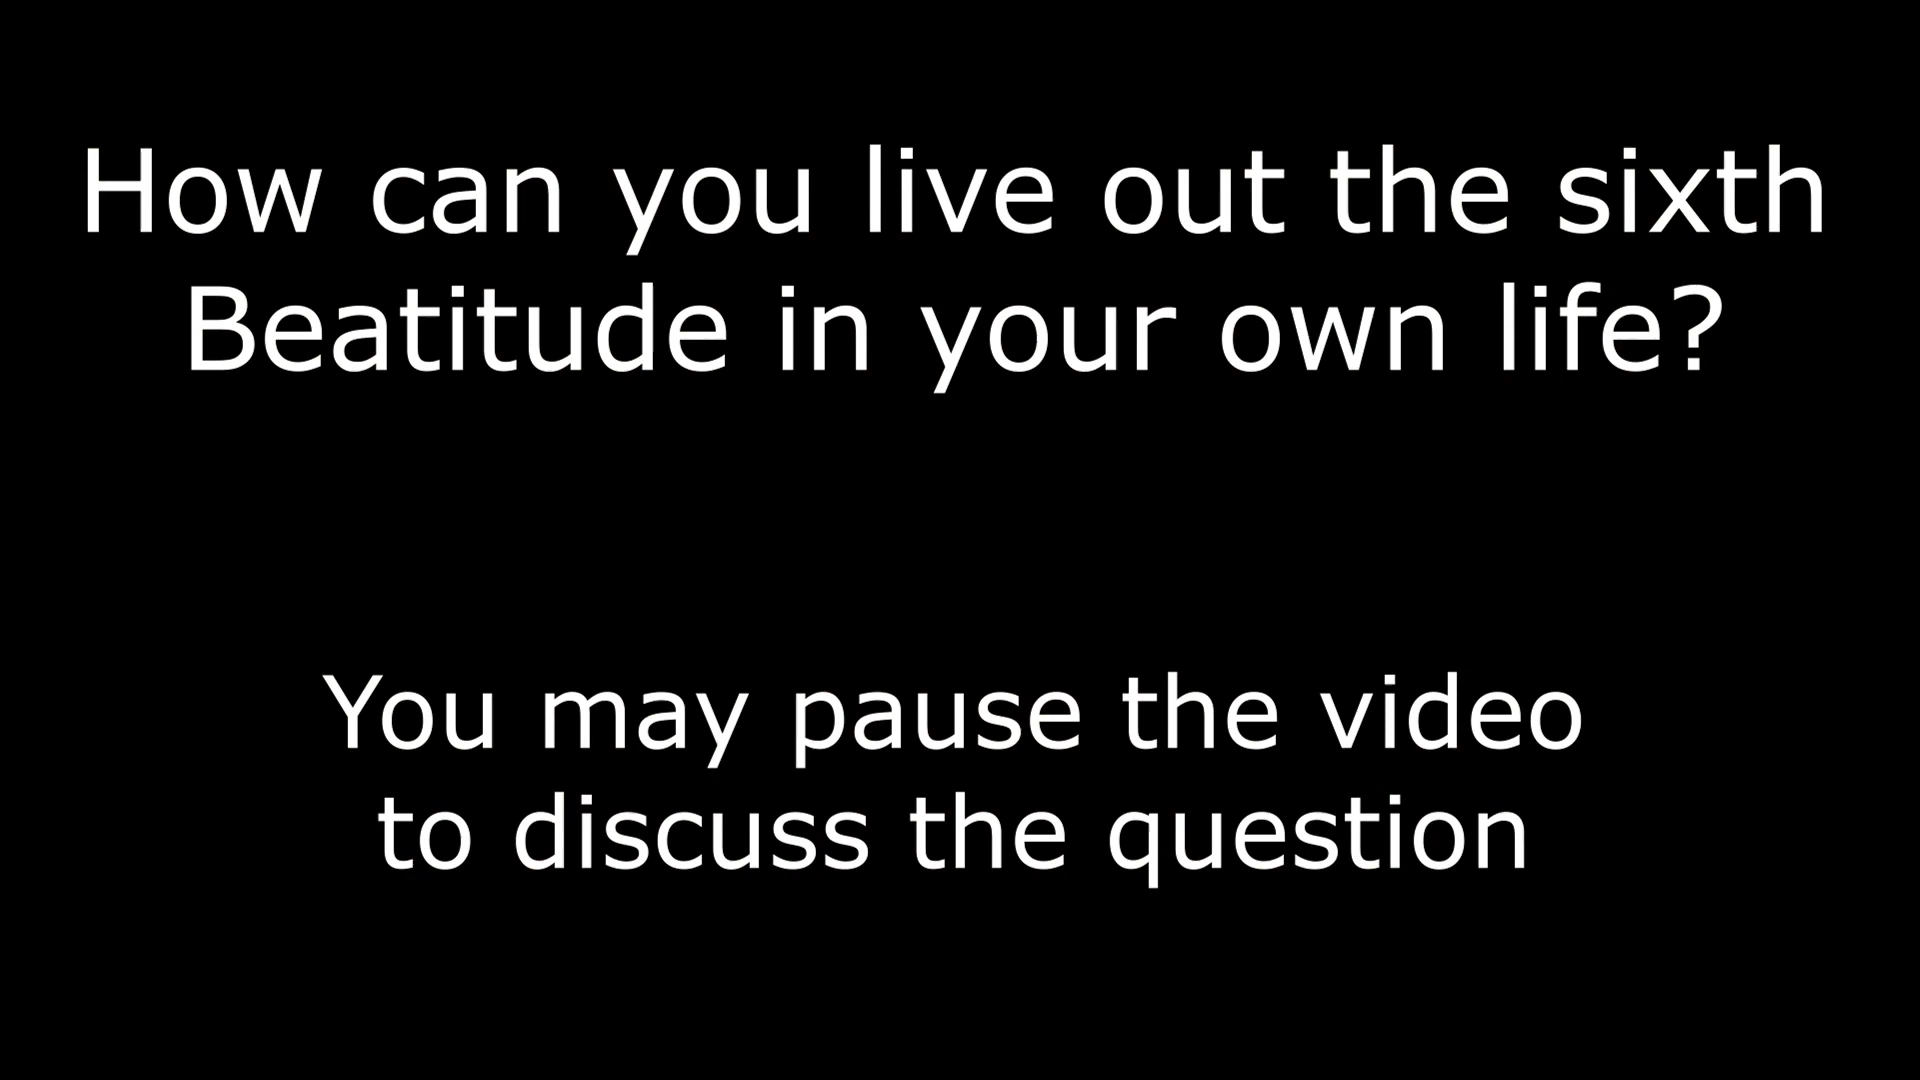 How can you live out the sixth
Beatitude in your own life?
You may pause the video
to discuss the question